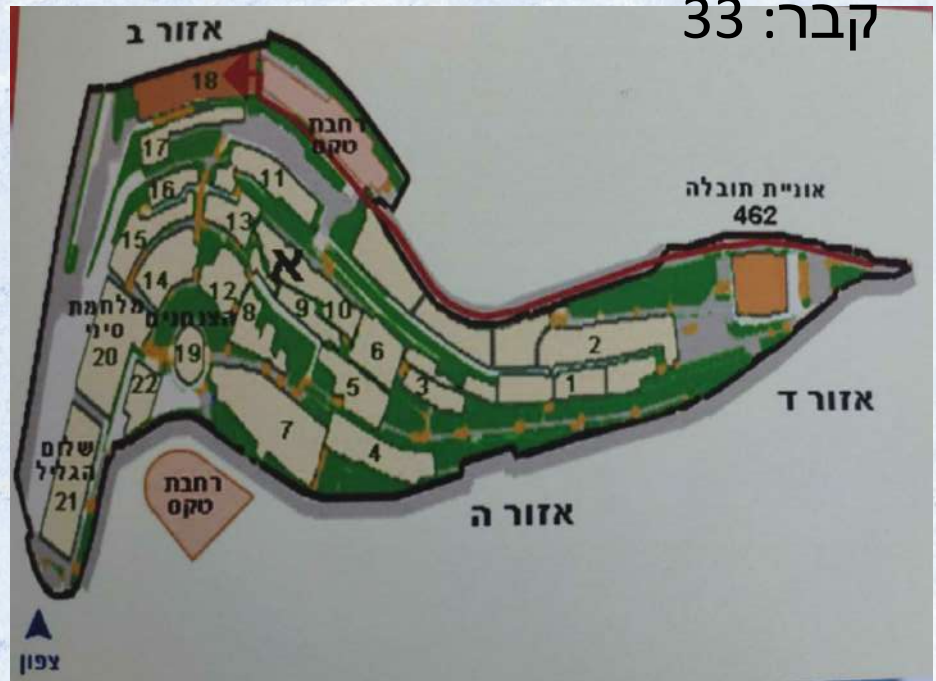 קבר: 33
אזור ב
18
רחבת
טקס
17
11
16
אוניית תובלה
462
13
15
א
14
12
9
10
8
מלחמת
סיני
20
הצנחנים
19
6
2
22
5
3
1
אזור ד
7
4
שלום
הגליל
21
רחבת
טקס
אזור ה
צפון